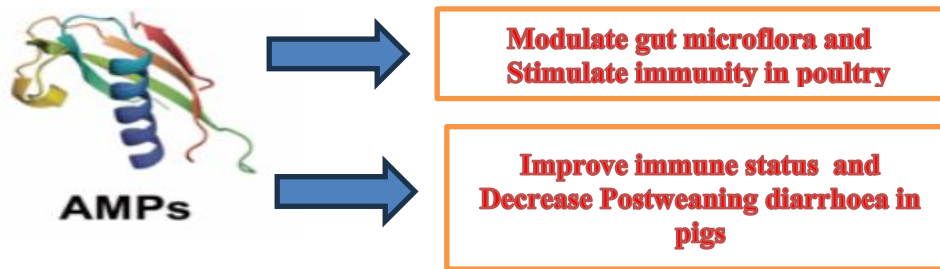 Modulate gut microflora and
Stimulate immunity in poultry
AMPs
Improve immune status and
Decrease Postweaning diarrhoea in
pigs